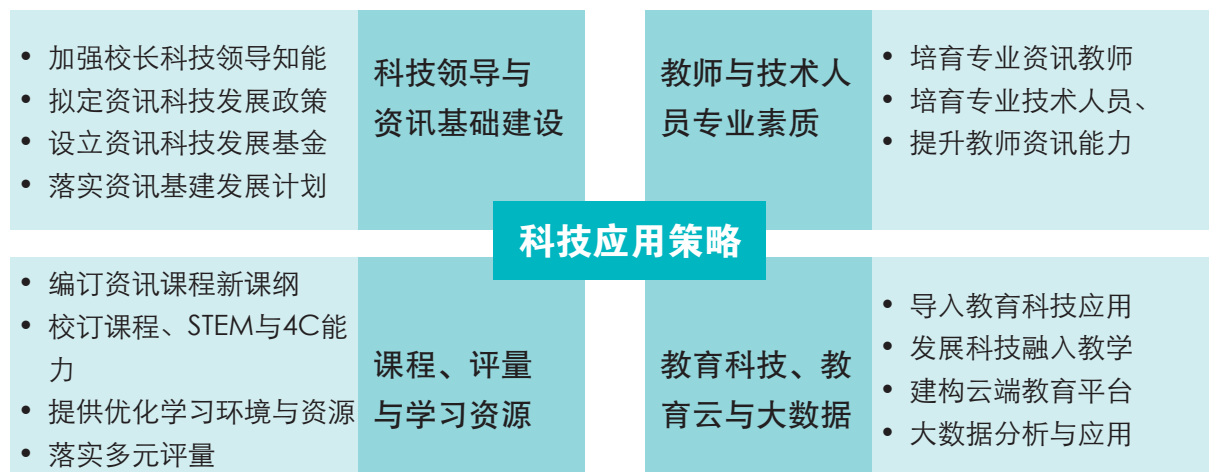 • 加强校长科技领导知能
• 拟定资讯科技发展政策
• 设立资讯科技发展基金
• 落实资讯基建发展计划
科技领导与
资讯基础建设
教师与技术人
员专业素质
• 培育专业资讯教师
• 培育专业技术人员、
• 提升教师资讯能力
科技应用策略
• 编订资讯课程新课纲
• 校订课程、STEM与4C能
力
• 提供优化学习环境与资源
• 落实多元评量
课程、评量
与学习资源
教育科技、教
育云与大数据
• 导入教育科技应用
• 发展科技融入教学
• 建构云端教育平台
• 大数据分析与应用